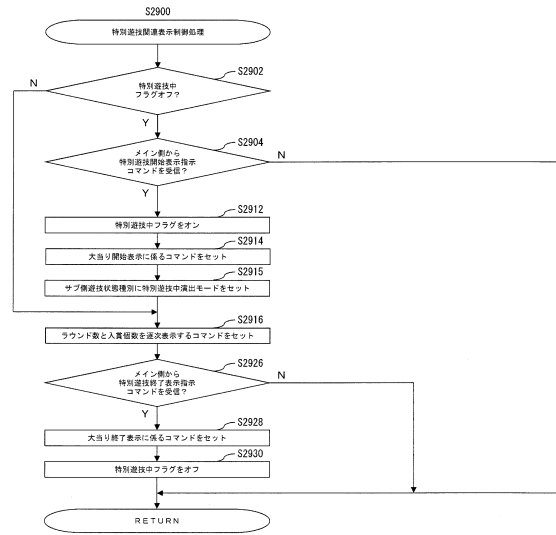 S2900
特別遊技関連表示制御処理
S2902
N
特別遊技中
フラグオフ？
Y
S2904
メイン側から
特別遊技開始表示指示
コマンドを受信？
N
Y
S2912
特別遊技中フラグをオン
S2914
大当り開始表示に係るコマンドをセット
S2915
サブ側遊技状態種別に特別遊技中演出モードをセット
S2916
ラウンド数と入賞個数を逐次表示するコマンドをセット
S2926
メイン側から
特別遊技終了表示指示
コマンドを受信？
N
Y
S2928
大当り終了表示に係るコマンドをセット
S2930
特別遊技中フラグをオフ
RETURN